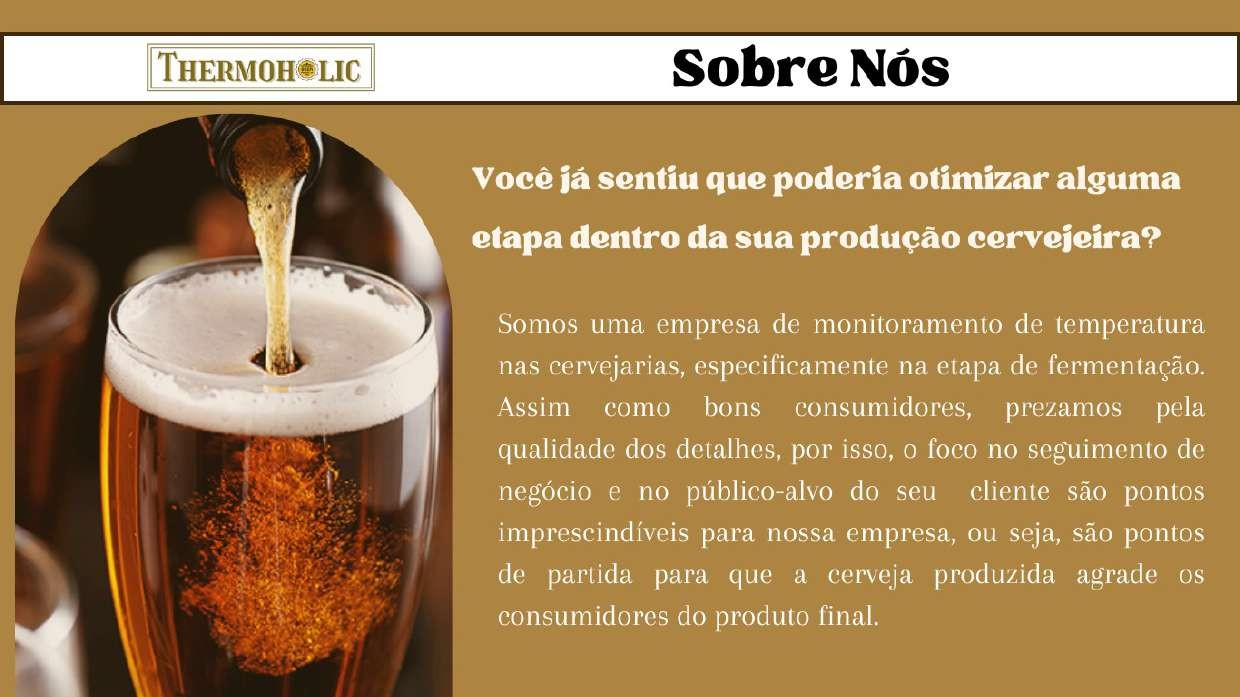 THERMOHOLIC
Sobre Nós
Você já sentiu que poderia otimizar alguma
etapa dentro da sua produção cervejeira?
Somos uma empresa de monitoramento de temperatura
nas cervejarias, especificamente na etapa de fermentação.
Assim como bons consumidores, prezamos pela
qualidade dos detalhes, por isso, o foco no seguimento de
negócio e no público-alvo do seu cliente são pontos
imprescindíveis para nossa empresa, ou seja, são pontos
de partida para que a cerveja produzida agrade os
consumidores do produto final.